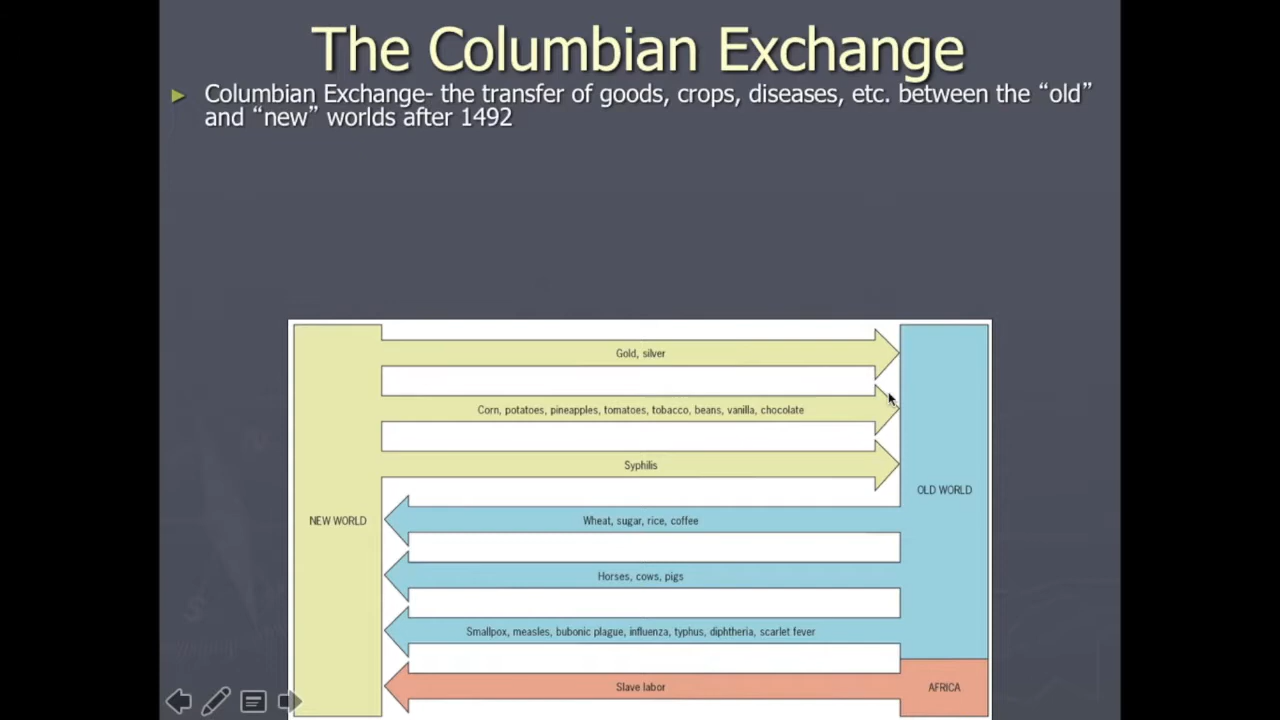 The Columbian Exchange
Columbian Exchange- the transfer of goods, crops, diseases, etc. between the “old”
and “new” worlds after 1492
Gold, silver
Corn, potatoes, pineapples, tomatoes, tobacco, beans, vanilla, chocolate
Syphilis
OLD WORLD
NEW WORLD
Wheat, sugar, rice, coffee
Horses, cows, pigs
Smallpox, measles, bubonic plague, influenza, typhus, diphtheria, scarlet fever
Slave labor
AFRICA
S